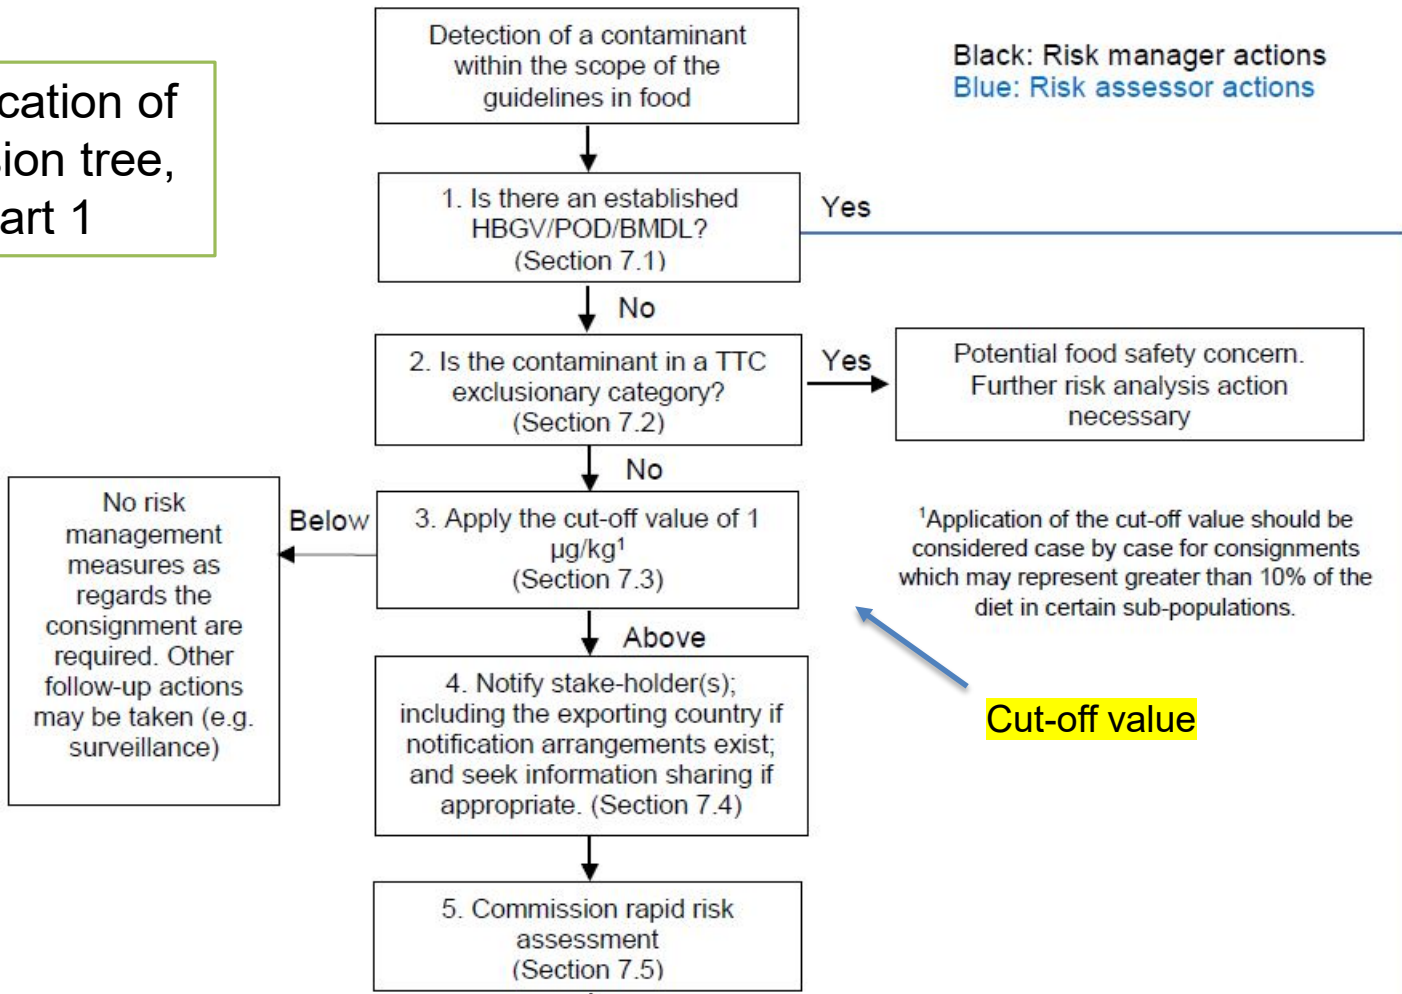 Detection of a contaminant
within the scope of the
guidelines in food
Black: Risk manager actions
Blue: Risk assessor actions
cation of
sion tree,
art 1
1. Is there an established
HBGV/POD/BMDL?
(Section 7.1)
Yes
No
2. Is the contaminant in a TTC
exclusionary category?
(Section 7.2)
Yes
Potential food safety concern.
Further risk analysis action
necessary
No
3. Apply the cut-off value of 1
µg/kg¹
(Section 7.3)
Below
No risk
management
measures as
regards the
consignment are
required. Other
follow-up actions
may be taken (e.g.
surveillance)
¹Application of the cut-off value should be
considered case by case for consignments
which may represent greater than 10% of the
diet in certain sub-populations.
Above
Cut-off value
4. Notify stake-holder(s);
including the exporting country if
notification arrangements exist;
and seek information sharing if
appropriate. (Section 7.4)
5. Commission rapid risk
assessment
(Section 7.5)